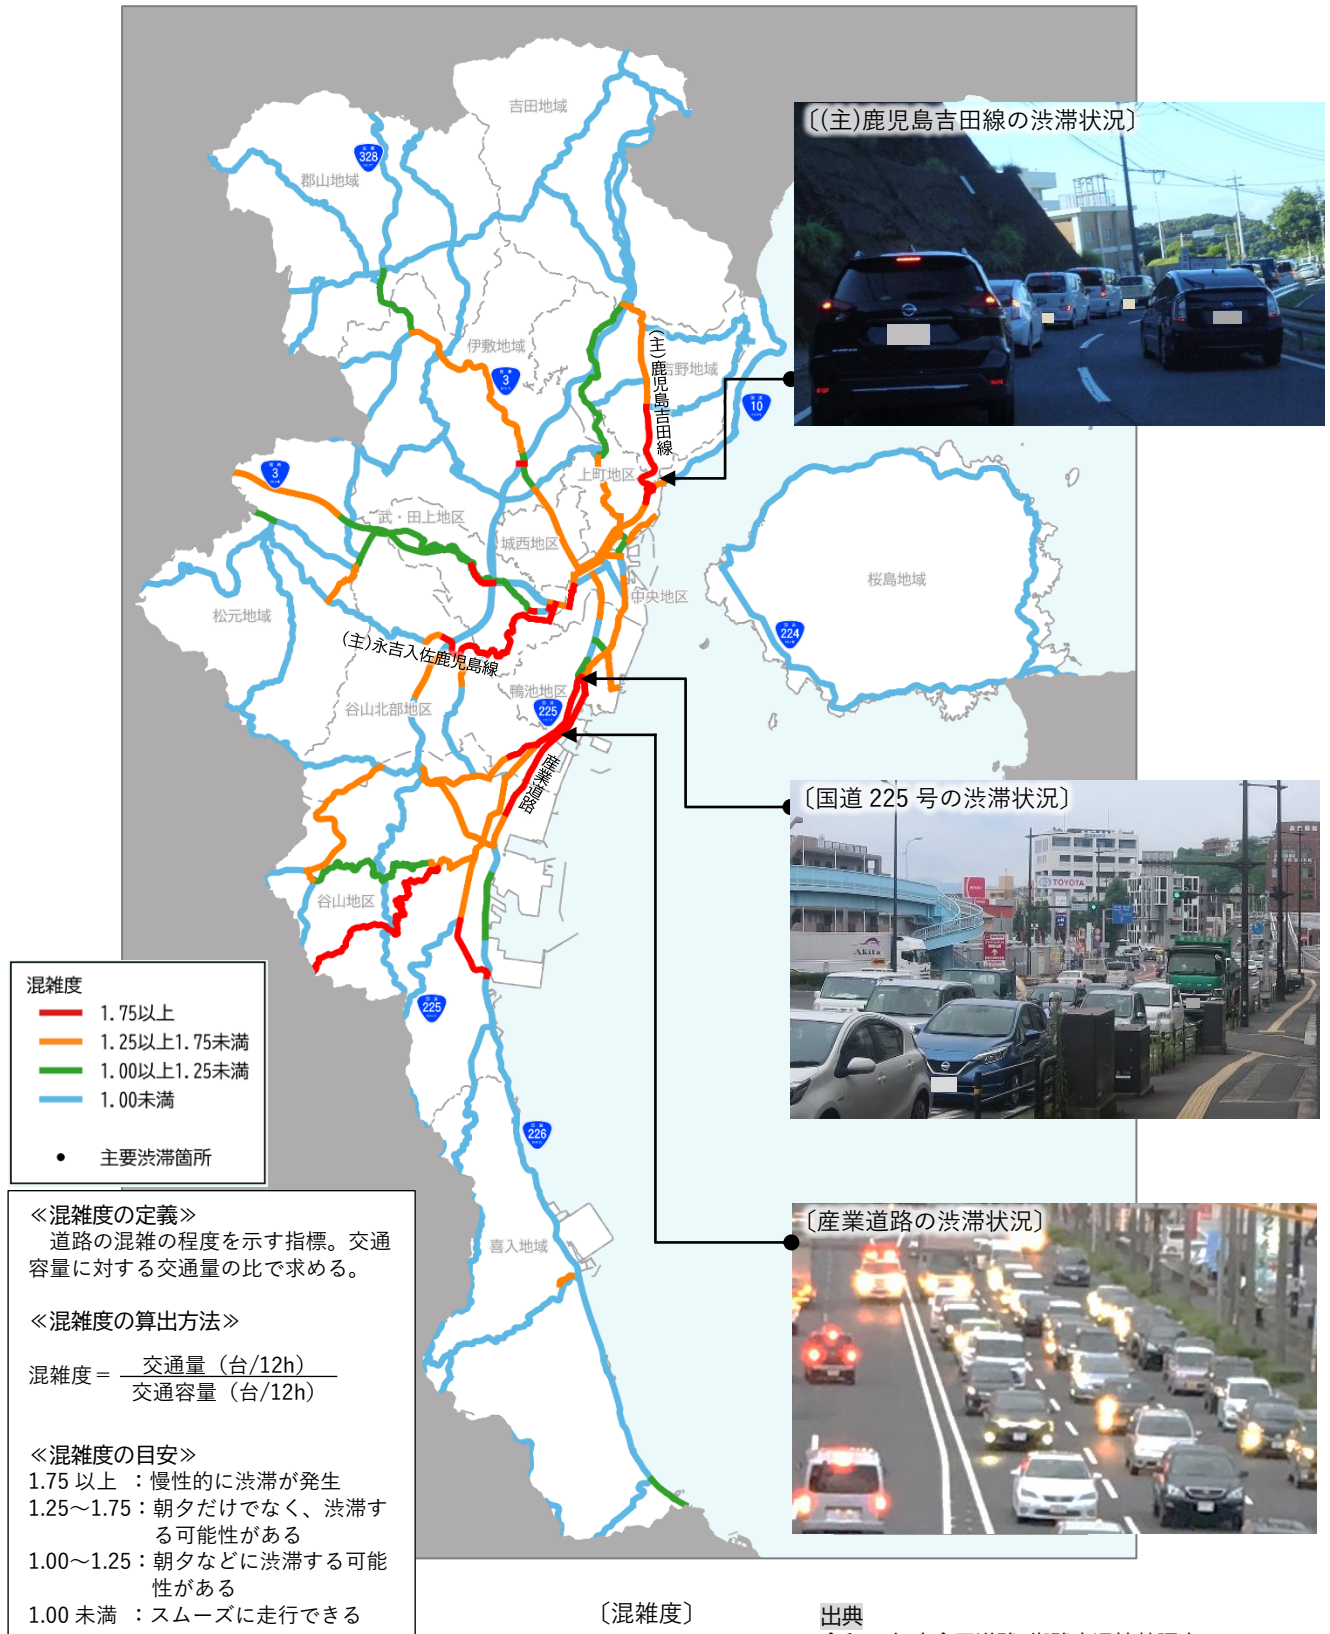 吉田地域
〔(主)鹿児島吉田線の渋滞状況〕
328
郡山地域
伊敷地域
3
(主)鹿児島吉田線
吉野地域
10
3
上町地区
武・田上地区
城西地区
桜島地域
中央地区
松元地域
224
(主)永吉入佐鹿児島線
鴨池地区
谷山北部地区
225
産業道路
〔国道 225 号の渋滞状況〕
TOYOTA
Akita
谷山地区
混雑度
1.75以上
1.25以上1.75未満
1.00以上1.25未満
1.00未満
主要渋滞箇所
225
226
≪混雑度の定義≫
道路の混雑の程度を示す指標。交通
容量に対する交通量の比で求める。
≪混雑度の算出方法≫
混雑度＝ 交通量（台/12h）
交通容量（台/12h）
≪混雑度の目安≫
1.75 以上 ：慢性的に渋滞が発生
1.25～1.75：朝夕だけでなく、渋滞す
る可能性がある
1.00～1.25：朝夕などに渋滞する可能
性がある
1.00 未満 ：スムーズに走行できる
喜入地域
〔産業道路の渋滞状況〕
〔混雑度〕
出典